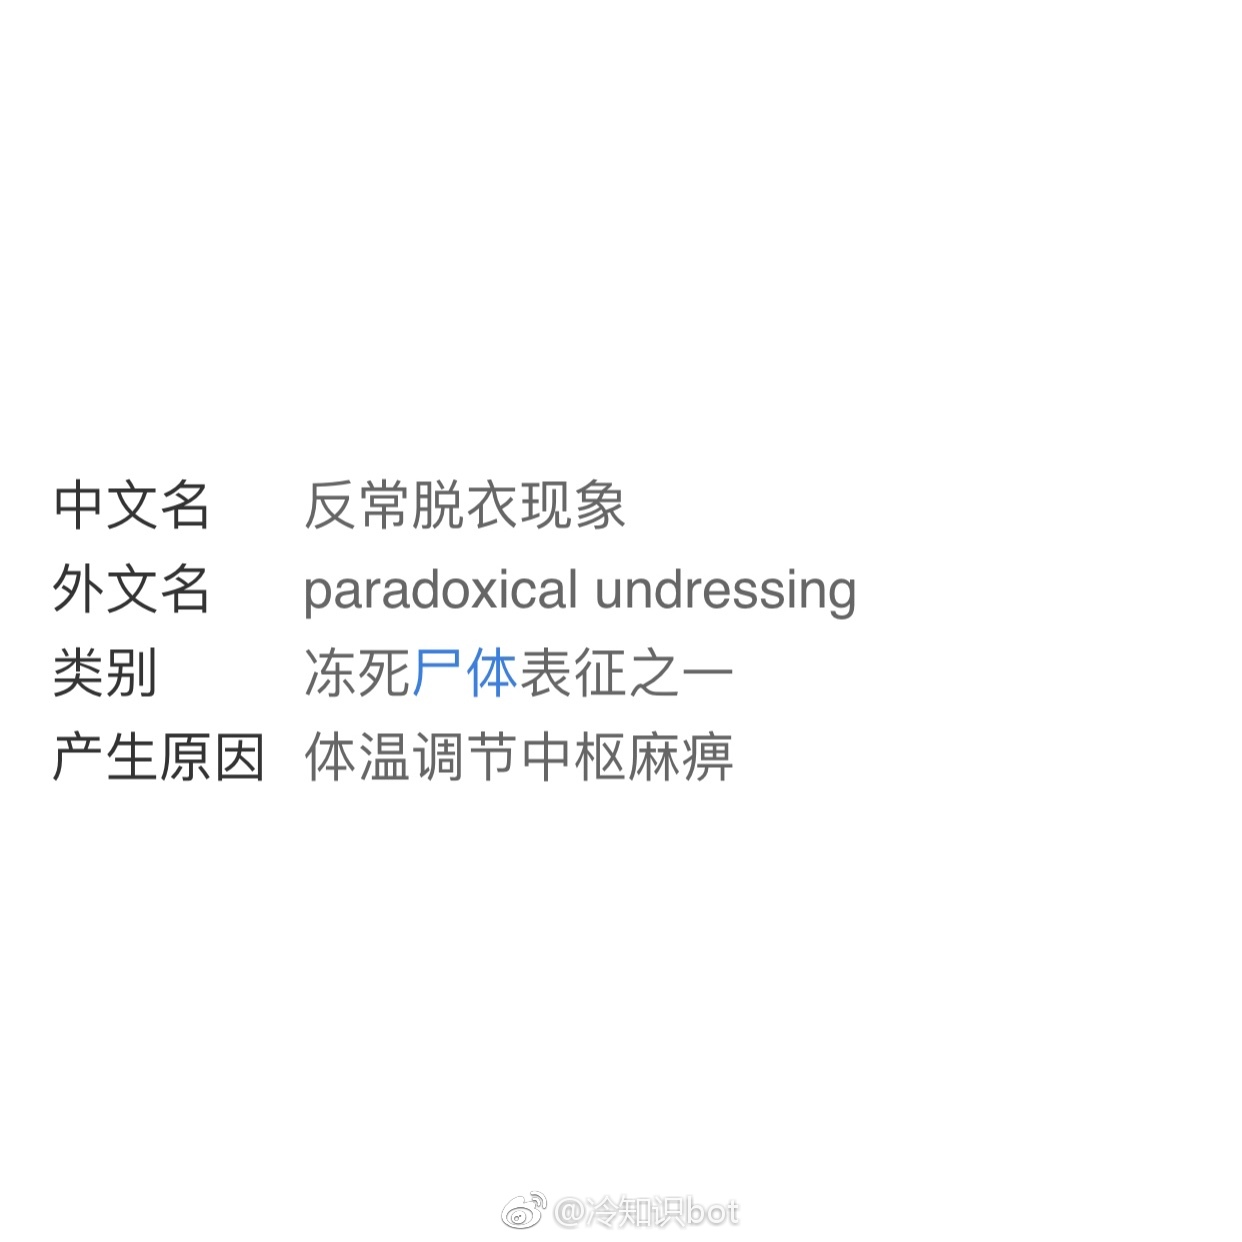 中文名 反常脱衣现象
外文名 paradoxical undressing
类别 冻死尸体表征之一
产生原因 体温调节中枢麻痹
@冷知识bot